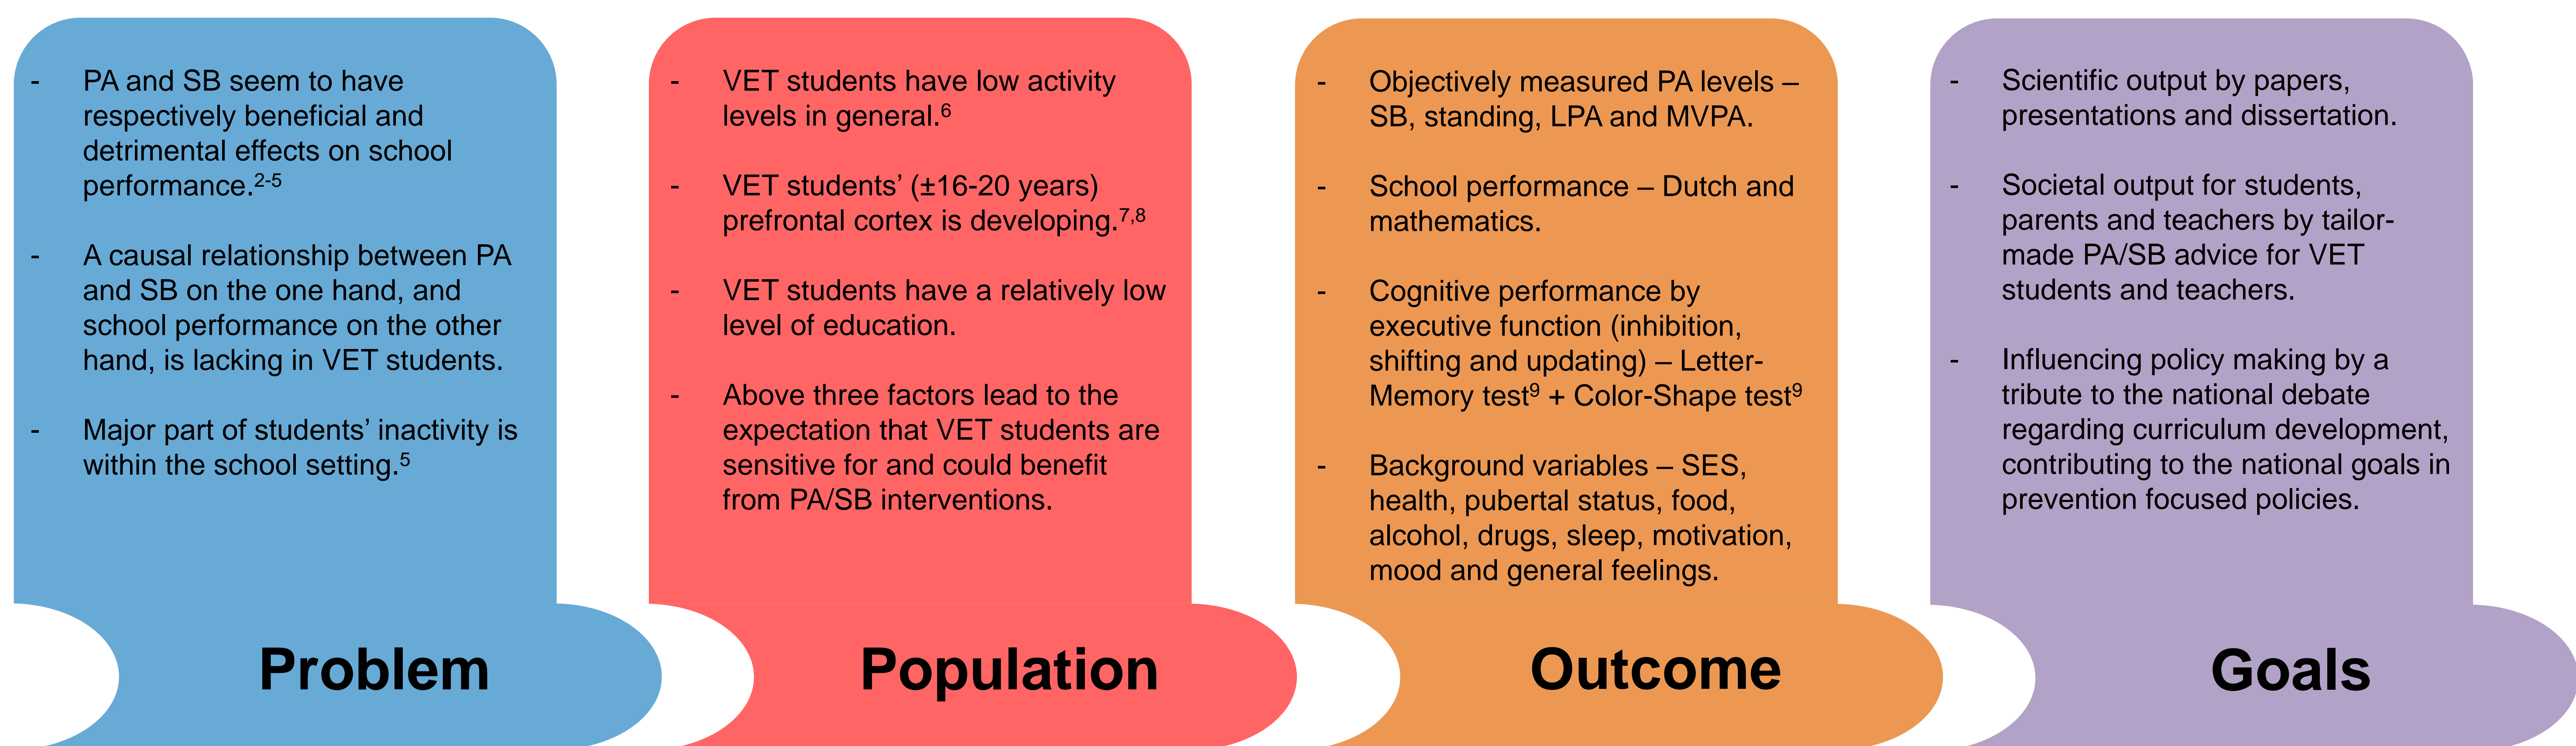 - PA and SB seem to have
respectively beneficial and
detrimental effects on school
performance.2-5
- A causal relationship between PA
and SB on the one hand, and
school performance on the other
hand, is lacking in VET students.
- Major part of students’ inactivity is
within the school setting.5
Problem
- VET students have low activity
levels in general.6
- VET students’ (±16-20 years)
prefrontal cortex is developing.7,8
- VET students have a relatively low
level of education.
- Above three factors lead to the
expectation that VET students are
sensitive for and could benefit
from PA/SB interventions.
Population
- Objectively measured PA levels –
SB, standing, LPA and MVPA.
- School performance – Dutch and
mathematics.
- Cognitive performance by
executive function (inhibition,
shifting and updating) – Letter-
Memory test9 + Color-Shape test9
- Background variables – SES,
health, pubertal status, food,
alcohol, drugs, sleep, motivation,
mood and general feelings.
Outcome
- Scientific output by papers,
presentations and dissertation.
- Societal output for students,
parents and teachers by tailor-
made PA/SB advice for VET
students and teachers.
- Influencing policy making by a
tribute to the national debate
regarding curriculum development,
contributing to the national goals in
prevention focused policies.
Goals